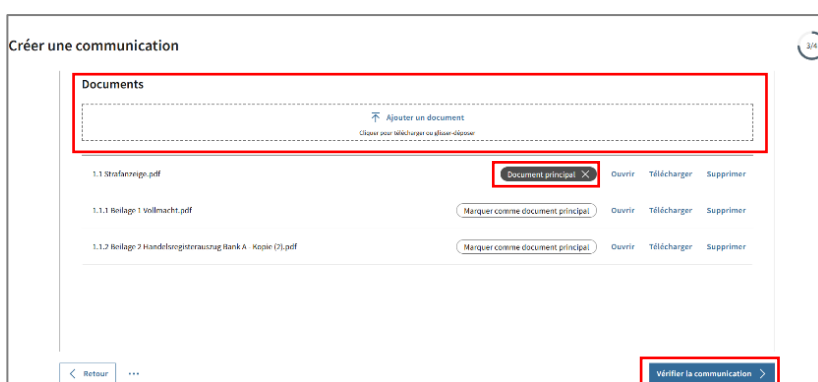 Créer une communication
3/4
Documents
Ajouter un document
Cliquer pour télécharger ou glisser-déposer
1.1 Strafanzeige.pdf Document principal Ouvrir Télécharger Supprimer
1.1.1 Beilage 1 Vollmacht.pdf Marquer comme document principal Ouvrir Télécharger Supprimer
1.1.2 Beilage 2 Handelsregisterauszug Bank A - Kopie (2).pdf Marquer comme document principal Ouvrir Télécharger Supprimer
Retour ... Vérifier la communication